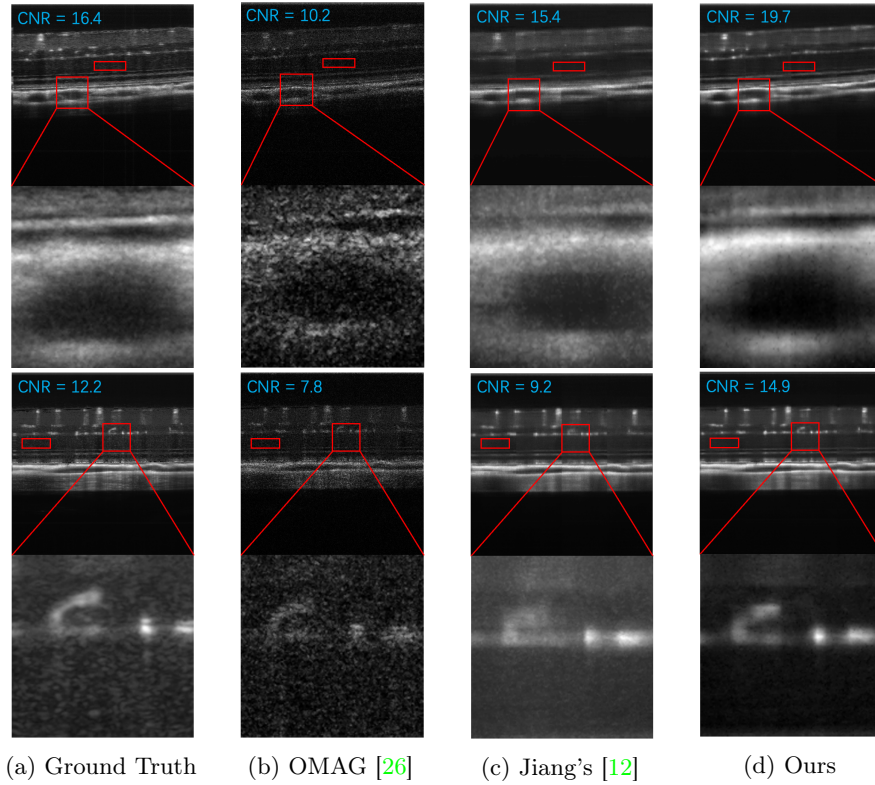 CNR = 16.4
CNR = 10.2
CNR = 15.4
CNR = 19.7
CNR = 12.2
CNR = 7.8
CNR = 9.2
CNR = 14.9
(a) Ground Truth
(b) OMAG [26]
(c) Jiang's [12]
(d) Ours